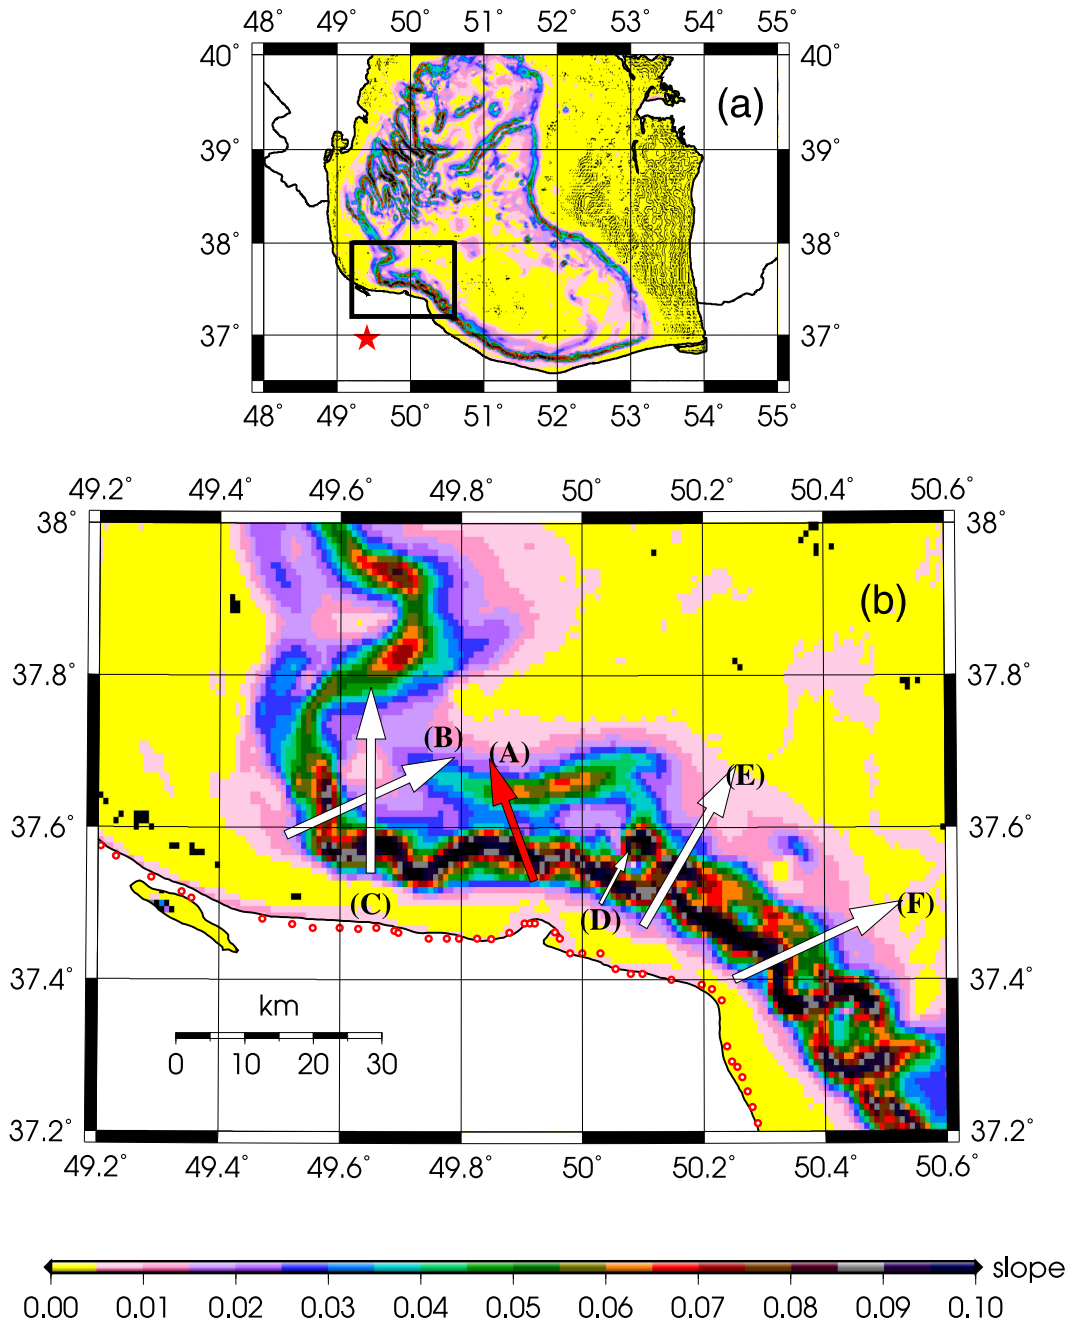 48° 49° 50° 51° 52° 53° 54° 55°
40° 40°
(a)
39° 39°
38° 38°
37° 37°
48° 49° 50° 51° 52° 53° 54° 55°
49.2° 49.4° 49.6° 49.8° 50° 50.2° 50.4° 50.6°
38° 38°
(b)
37.8° 37.8°
(B) (A)
(E)
37.6° 37.6°
(C) (D) (F)
37.4° 37.4°
km
0 10 20 30
37.2° 37.2°
49.2° 49.4° 49.6° 49.8° 50° 50.2° 50.4° 50.6°
slope
0.00 0.01 0.02 0.03 0.04 0.05 0.06 0.07 0.08 0.09 0.10